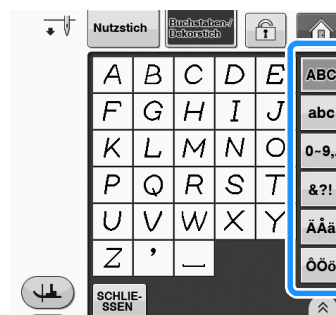 Nutzstich
Buchstaben-/
Dekorstich
A B C D E
F G H I J
K L M N O
P Q R S T
U V W X Y
Z ' _
ABC
abc
0~9,.
&?!
ÄÅä
ÔÖö
SCHLIE-
SSEN